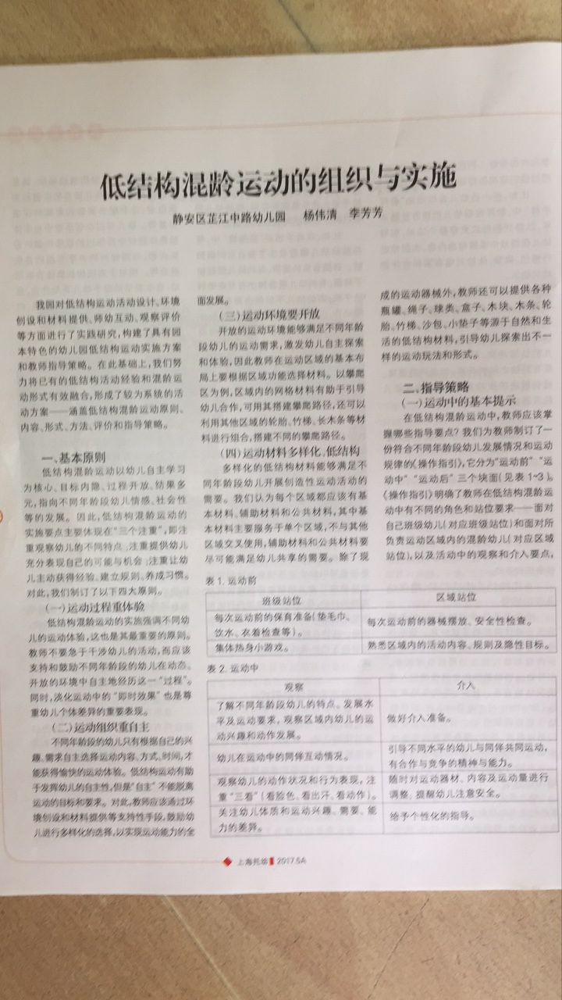 低结构混龄运动的组织与实施
静安区芷江中路幼儿园 杨伟清 李芳芳
我园对低结构运动活动设计、环境
创设和材料提供、师幼互动、观察评价
等方面进行了实践研究，构建了具有园
本特色的幼儿园低结构运动实施方案
和教师指导策略。在此基础上，我们努
力将已有的低结构活动经验和混龄运
动形式有效融合，形成了较为系统的活
动方案——涵盖低结构混龄运动原则、
内容、形式、方法、评价和指导策略。
一、基本原则
低结构混龄运动以幼儿自主学习
为核心、目标内隐、过程开放、结果多
元，指向不同年龄段幼儿情感、社会性
等的发展。因此，低结构混龄运动的
实施要点主要体现在“三个注重”，即注
重观察幼儿的不同特点、注重提供幼儿
充分表现自己的可能与机会、注重让幼
儿主动获得经验、建立规则、养成习惯。
对此，我们制订了以下四大原则。
（一）运动过程重体验
低结构混龄运动的实施强调不同幼
儿的运动体验，这也是其最重要的原则。
教师不要急于干涉幼儿的活动，而应该
支持和鼓励不同年龄段的幼儿在动态、
开放的环境中自主地经历这一“过程”。
同时，淡化运动中的“即时效果”也是尊
重幼儿个体差异的重要表现。
（二）运动组织重自主
不同年龄段的幼儿只有根据自己的兴
趣、需求自主选择运动内容、方式、时间，才
能获得愉快的运动体验。低结构运动有助
于发挥幼儿的自主性，但是“自主”不能脱离
运动的目标和要求。对此，教师应该通过环
境创设和材料提供等支持性手段，鼓励幼
儿进行多样化的选择，以实现运动能力的全
面发展。
（三）运动环境要开放
开放的运动环境能够满足不同年龄
段幼儿的运动需求，激发幼儿自主探索
和体验，因此教师在运动区域的基本布
局上要根据区域功能选择材料。以攀爬
区为例，区域内的网格材料有助于引导
幼儿合作，可用其搭建攀爬路径，还可以
利用其他区域的轮胎、竹梯、长木条等材
料进行组合，搭建不同的攀爬路径。
（四）运动材料多样化、低结构
多样化的低结构材料能够满足不
同年龄段幼儿开展创造性运动活动的
需要。我们认为每个区域都应该有基
本材料、辅助材料和公共材料，其中基
本材料主要服务于单个区域，不与其他
区域交叉使用，辅助材料和公共材料要
尽可能满足幼儿共享的需要。除了现
成的运动器械外，教师还可以提供各种
瓶罐、绳子、球类、盒子、木块、木条、轮
胎、竹梯、沙包、小垫子等源于自然和生
活的低结构材料，引导幼儿探索出不一
样的运动玩法和形式。
二、指导策略
（一）运动中的基本提示
在低结构混龄运动中，教师应该掌
握哪些指导要点？我们为教师制订了一
份符合不同年龄段幼儿发展情况和运动
规律的《操作指引》，它分为“运动前”“运
动中”“运动后”三个块面（见表1~3）。
《操作指引》明确了教师在低结构混龄运
动中有不同的角色和站位要求——面对
自己班级幼儿（对应班级站位）和面对所
负责运动区域内的混龄幼儿（对应区域
站位），以及活动中的观察和介入要点，
表1. 运动前
班级站位 区域站位
每次运动前的保育准备（垫毛巾、
饮水、衣着检查等）。 每次运动前的器械摆放、安全性检查。
集体热身小游戏。 熟悉区域内的活动内容、规则及隐性目标。
表2. 运动中
观察 介入
了解不同年龄段幼儿的特点、发展水
平及运动要求，观察区域内幼儿的运
动兴趣和动作发展。 做好介入准备。
幼儿在运动中的同伴互动情况。 引导不同水平的幼儿与同伴共同运动，
有合作与竞争的精神与能力。
观察幼儿的动作状况和行为表现，注
重“三看”（看脸色、看出汗、看动作）。 随时对运动器材、内容及运动量进行
调整，提醒幼儿注意安全。
关注幼儿体质和运动兴趣、需要、能
力的差异。 给予个性化的指导。
上海托幼 2017.5A